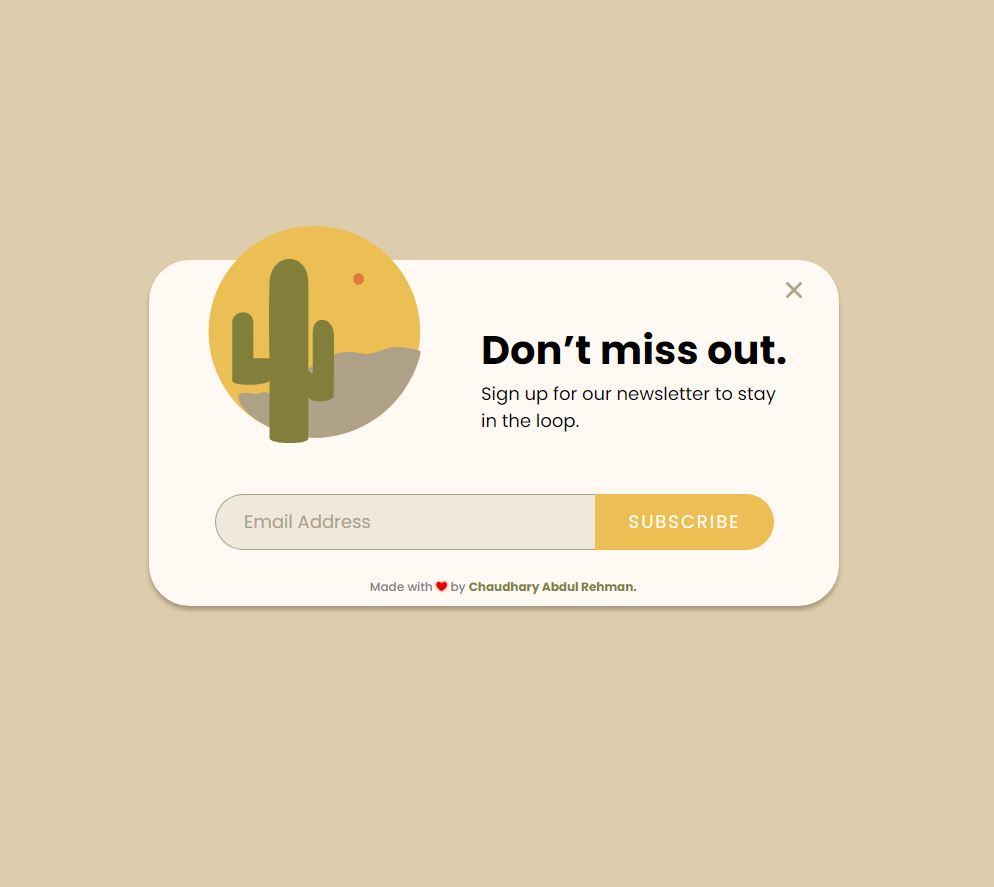 Don’t miss out.
Sign up for our newsletter to stay
in the loop.
Email Address
SUBSCRIBE
Made with ❤ by Chaudhary Abdul Rehman.